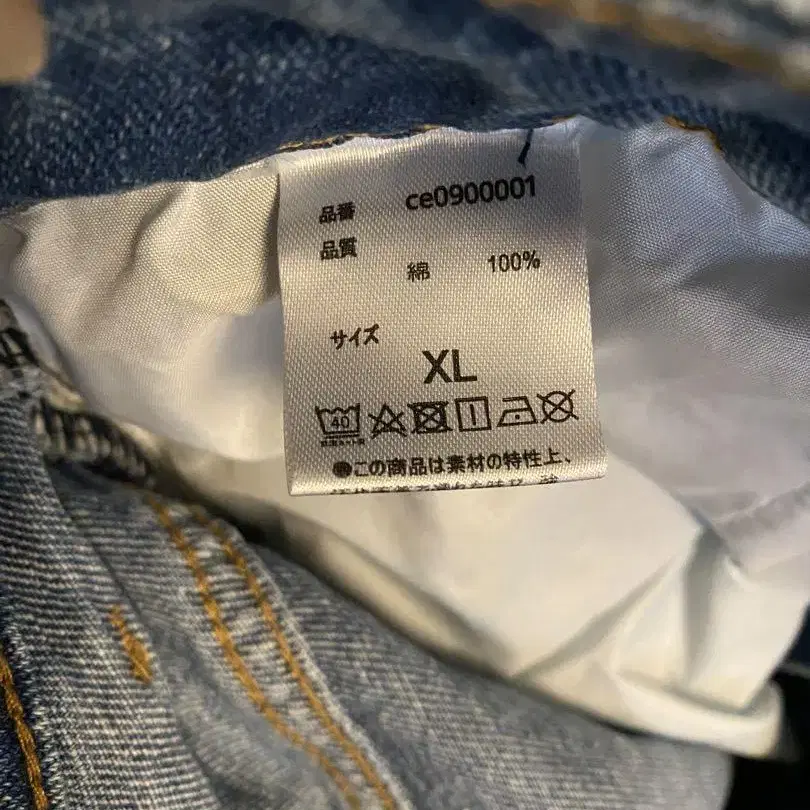 品番 ce0900001
品質
綿 100%
サイズ
XL
40
●この商品は素材の特性上、